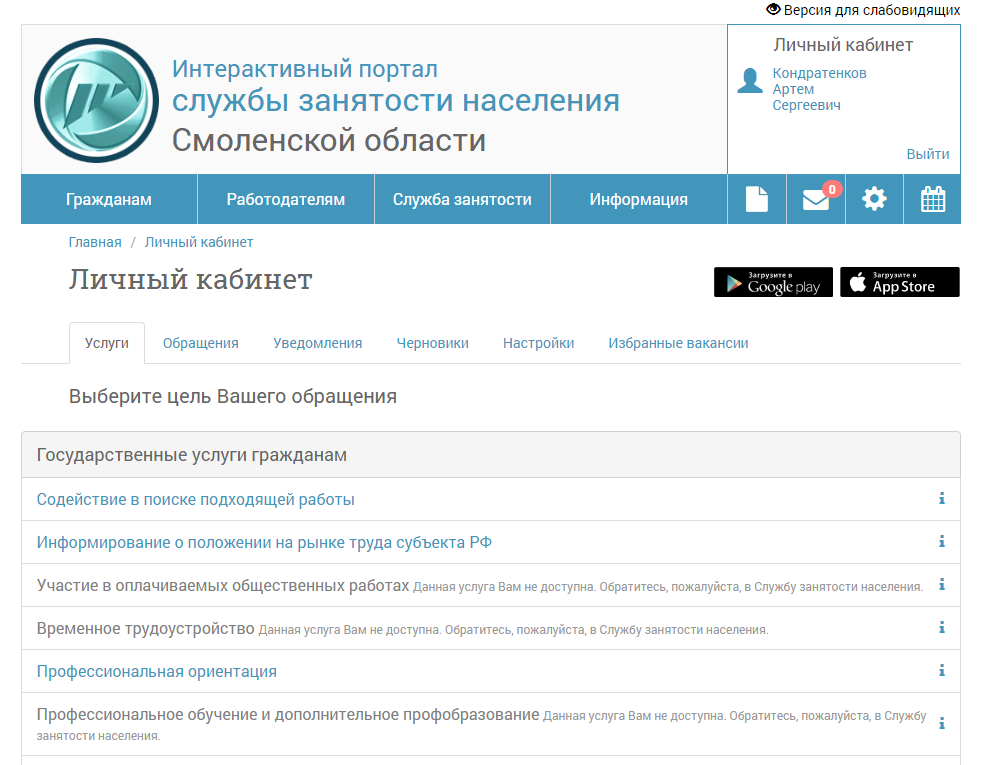 Версия для слабовидящих
Интерактивный портал
службы занятости населения
Смоленской области
Личный кабинет
Кондратенков
Артем
Сергеевич
Выйти
Гражданам Работодателям Служба занятости Информация 0
Главная / Личный кабинет
Личный кабинет
Загрузите в
Google play
Загрузите в
App Store
Услуги Обращения Уведомления Черновики Настройки Избранные вакансии
Выберите цель Вашего обращения
Государственные услуги гражданам
Содействие в поиске подходящей работы
Информирование о положении на рынке труда субъекта РФ
Участие в оплачиваемых общественных работах Данная услуга Вам не доступна. Обратитесь, пожалуйста, в Службу занятости населения.
Временное трудоустройство Данная услуга Вам не доступна. Обратитесь, пожалуйста, в Службу занятости населения.
Профессиональная ориентация
Профессиональное обучение и дополнительное профобразование Данная услуга Вам не доступна. Обратитесь, пожалуйста, в Службу
занятости населения.